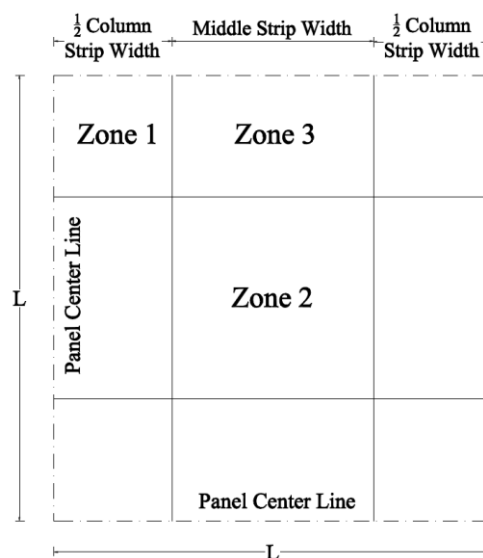 ½ Column
Strip Width
Middle Strip Width
½ Column
Strip Width
Zone 1
Zone 3
Panel Center Line
L
Zone 2
Panel Center Line
L